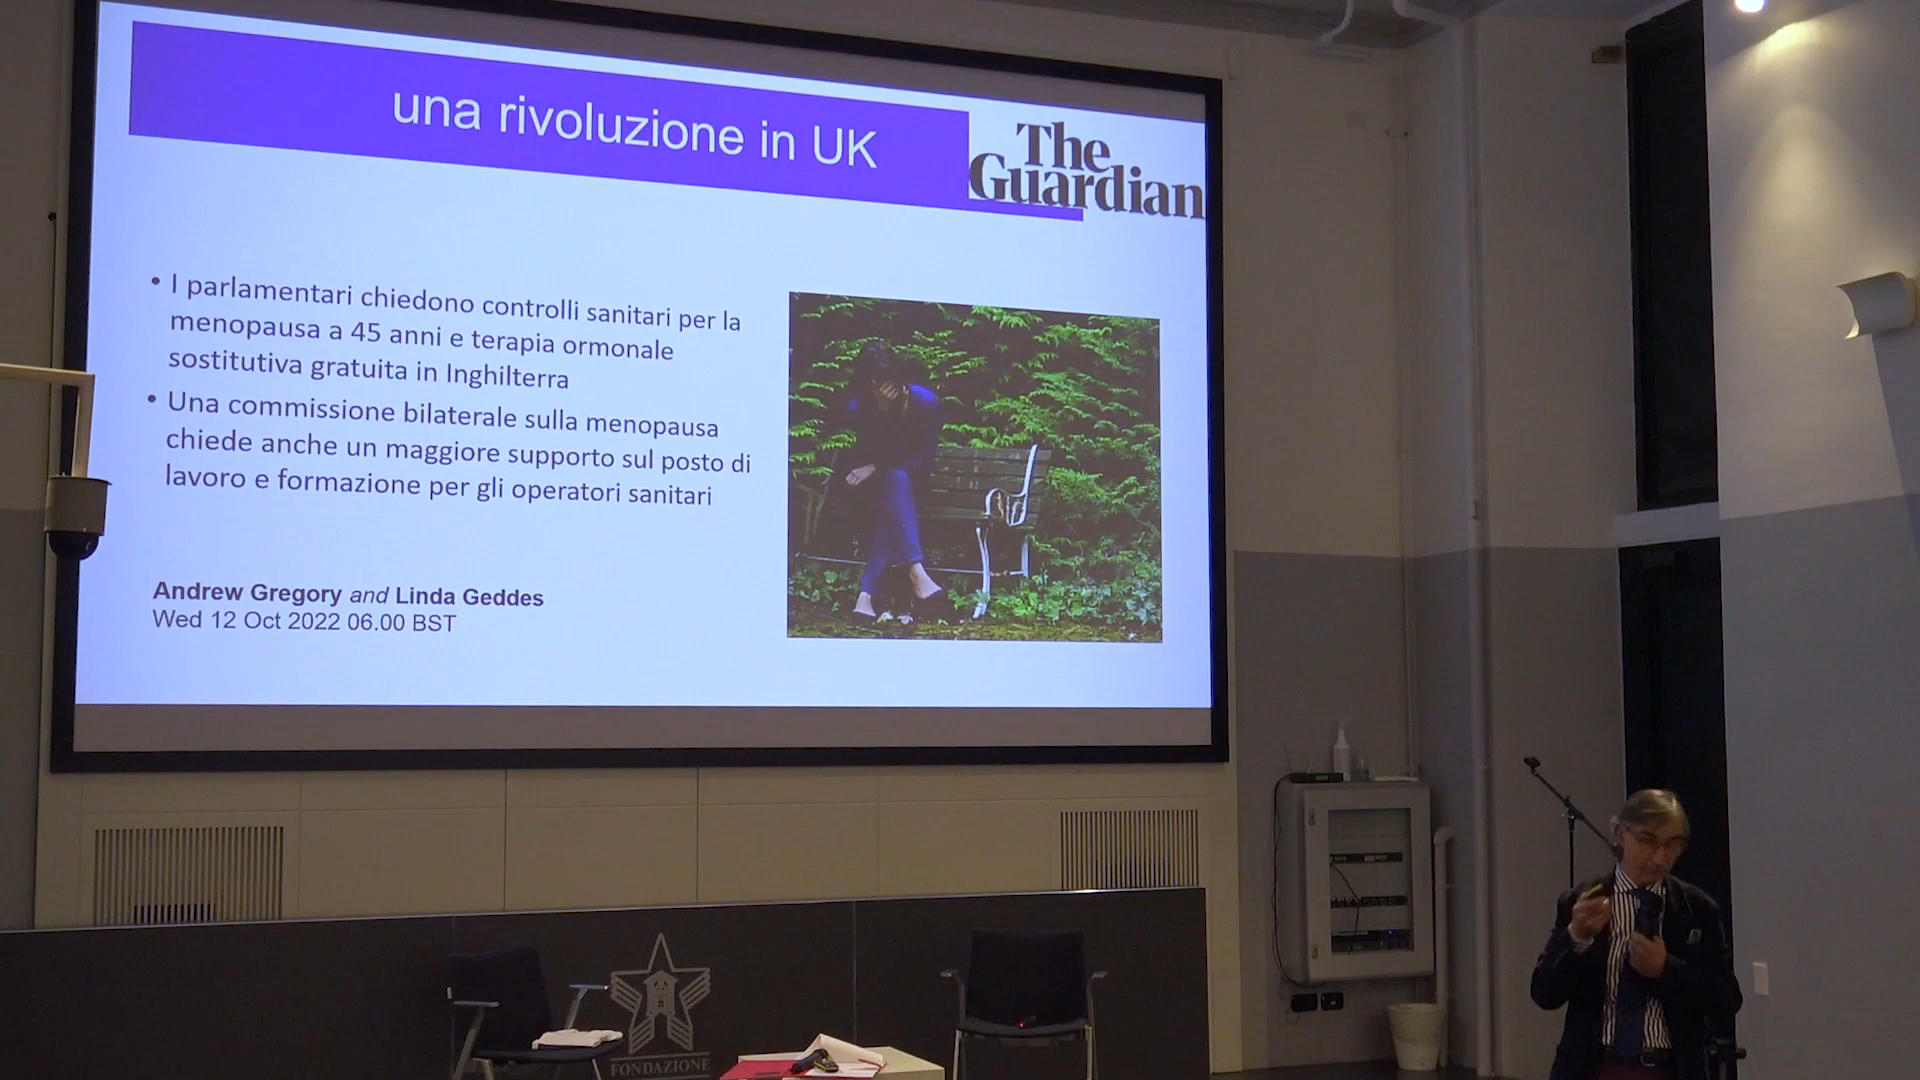 una rivoluzione in UK
The
Guardian
• I parlamentari chiedono controlli sanitari per la
menopausa a 45 anni e terapia ormonale
sostitutiva gratuita in Inghilterra
• Una commissione bilaterale sulla menopausa
chiede anche un maggiore supporto sul posto di
lavoro e formazione per gli operatori sanitari
Andrew Gregory and Linda Geddes
Wed 12 Oct 2022 06.00 BST
FONDAZIONE